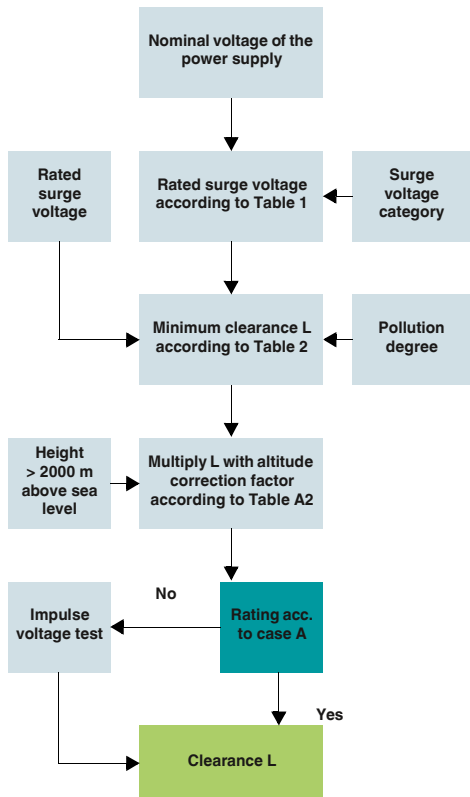 Nominal voltage of the
power supply
Rated
surge
voltage
Rated surge voltage
according to Table 1
Surge
voltage
category
Minimum clearance L
according to Table 2
Pollution
degree
Height
> 2000 m
above sea
level
Multiply L with altitude
correction factor
according to Table A2
No
Impulse
voltage test
Rating acc.
to case A
Yes
Clearance L